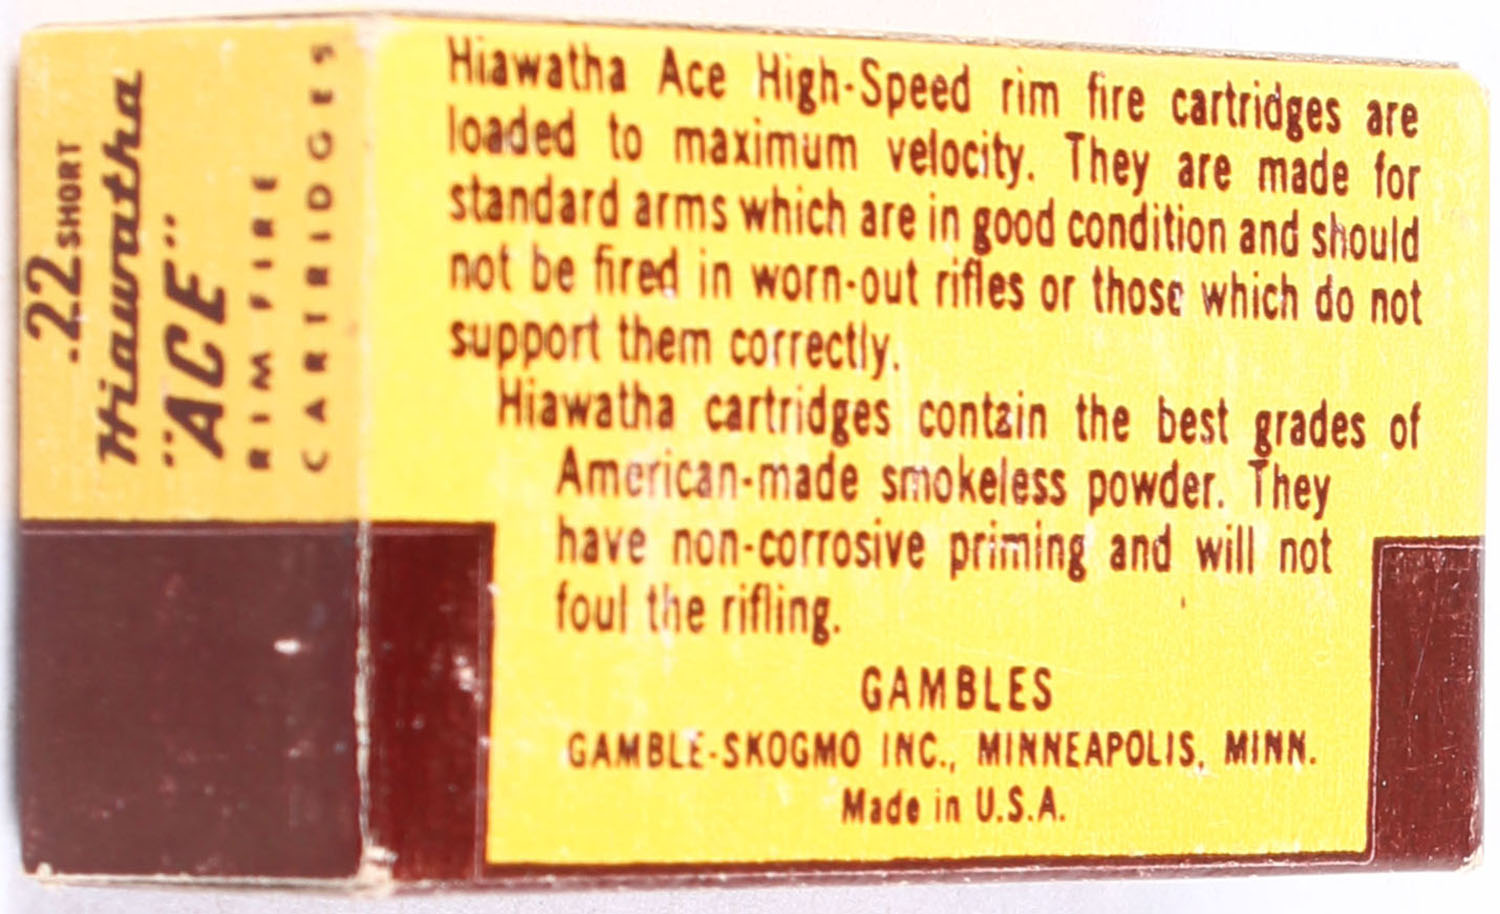 .22 SHORT
Hiawatha
"ACE"
RIM FIRE
CARTRIDGES
Hiawatha Ace High-Speed rim fire cartridges are
loaded to maximum velocity. They are made for
standard arms which are in good condition and should
not be fired in worn-out rifles or those which do not
support them correctly.
Hiawatha cartridges contain the best grades of
American-made smokeless powder. They
have non-corrosive priming and will not
foul the rifling.
GAMBLES
GAMBLE-SKOGMO INC., MINNEAPOLIS, MINN.
Made in U.S.A.